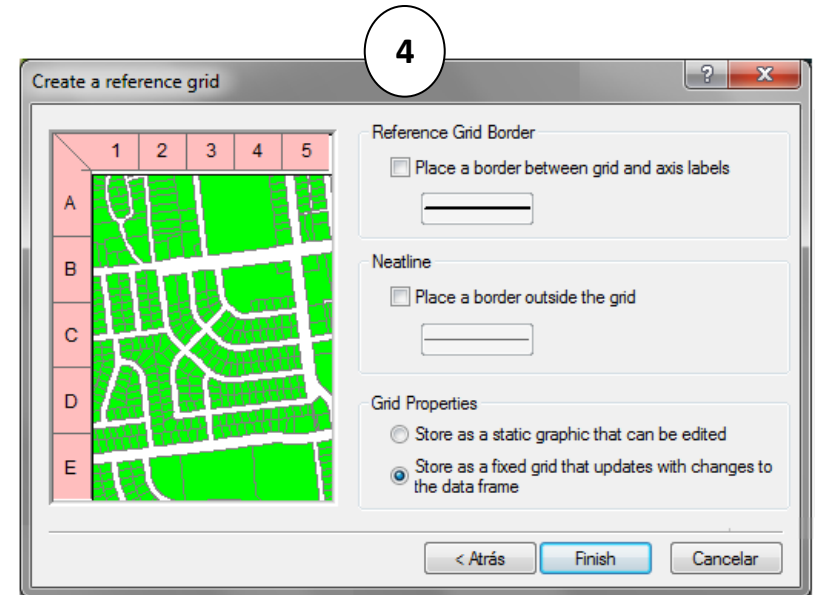 4
Create a reference grid
? X
1 2 3 4 5
A
B
C
D
E
Reference Grid Border
Place a border between grid and axis labels
Neatline
Place a border outside the grid
Grid Properties
Store as a static graphic that can be edited
Store as a fixed grid that updates with changes to
the data frame
< Atrás Finish Cancelar